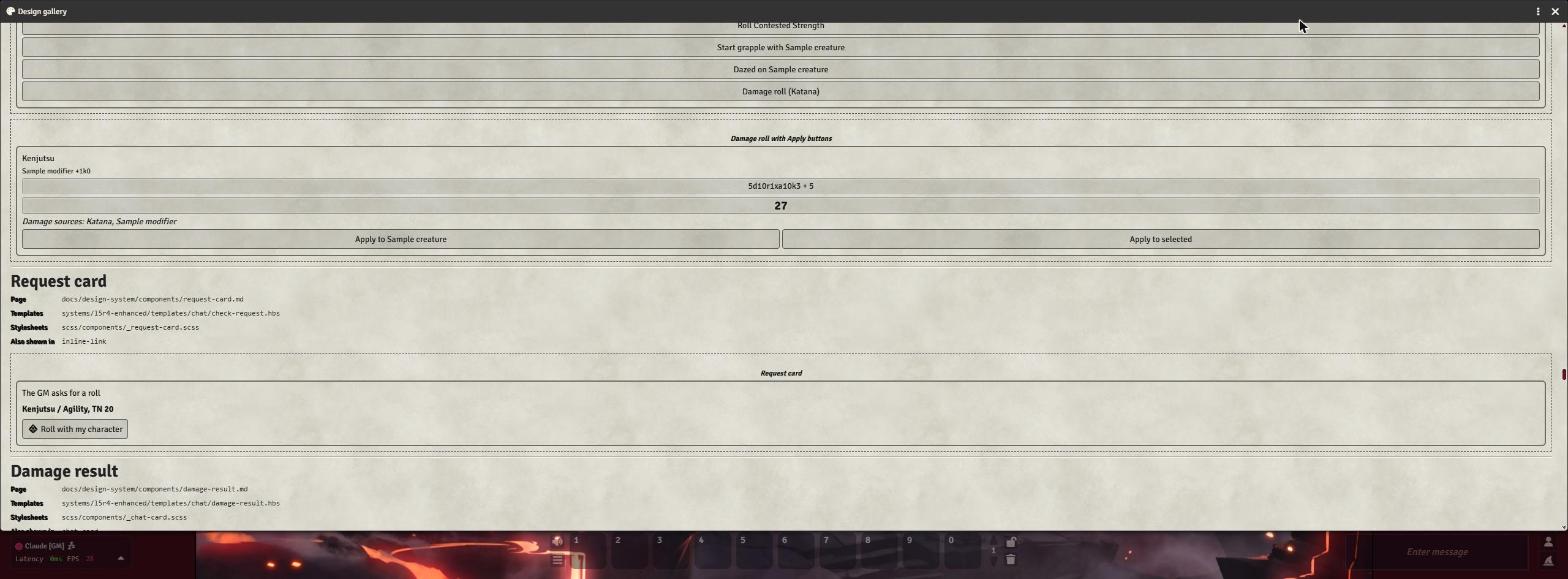 Design gallery
Roll Contested Strength
Start grapple with Sample creature
Dazed on Sample creature
Damage roll (Katana)
Damage roll with Apply buttons
Kenjutsu
Sample modifier +1k0
5d10r1xa10k3 + 5
27
Damage sources: Katana, Sample modifier
Apply to Sample creature
Apply to selected
Request card
Page docs/design-system/components/request-card.md
Templates systems/l5r4-enhanced/templates/chat/check-request.hbs
Stylesheets scss/components/_request-card.scss
Also shown in inline-link
Request card
The GM asks for a roll
Kenjutsu / Agility, TN 20
Roll with my character
Damage result
Page docs/design-system/components/damage-result.md
Templates systems/l5r4-enhanced/templates/chat/damage-result.hbs
Stylesheets scss/components/_chat-card.scss
Claude [GM]
Latency 0ms FPS 28
1 2 3 4 5 6 7 8 9 0
1
Enter message